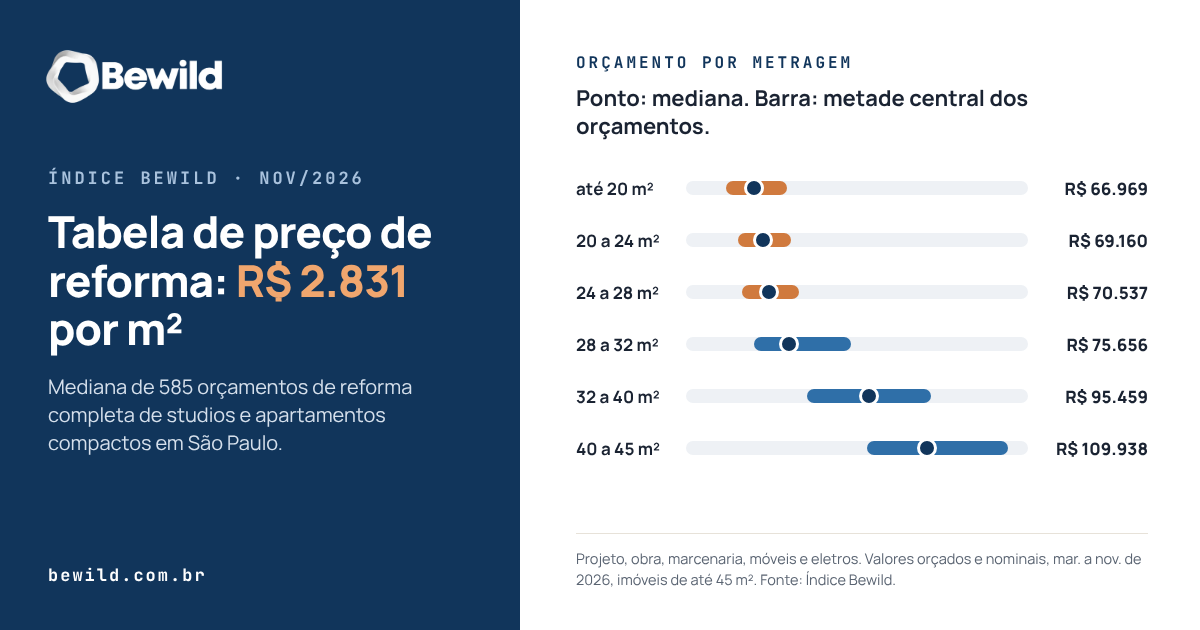 Bewild
ÍNDICE BEWILD · NOV/2026
Tabela de preço de
reforma: R$ 2.831
por m²
Mediana de 585 orçamentos de reforma
completa de studios e apartamentos
compactos em São Paulo.
bewild.com.br
ORÇAMENTO POR METRAGEM
Ponto: mediana. Barra: metade central dos
orçamentos.
até 20 m² R$ 66.969
20 a 24 m² R$ 69.160
24 a 28 m² R$ 70.537
28 a 32 m² R$ 75.656
32 a 40 m² R$ 95.459
40 a 45 m² R$ 109.938
Projeto, obra, marcenaria, móveis e eletros. Valores orçados e nominais, mar. a nov. de
2026, imóveis de até 45 m². Fonte: Índice Bewild.